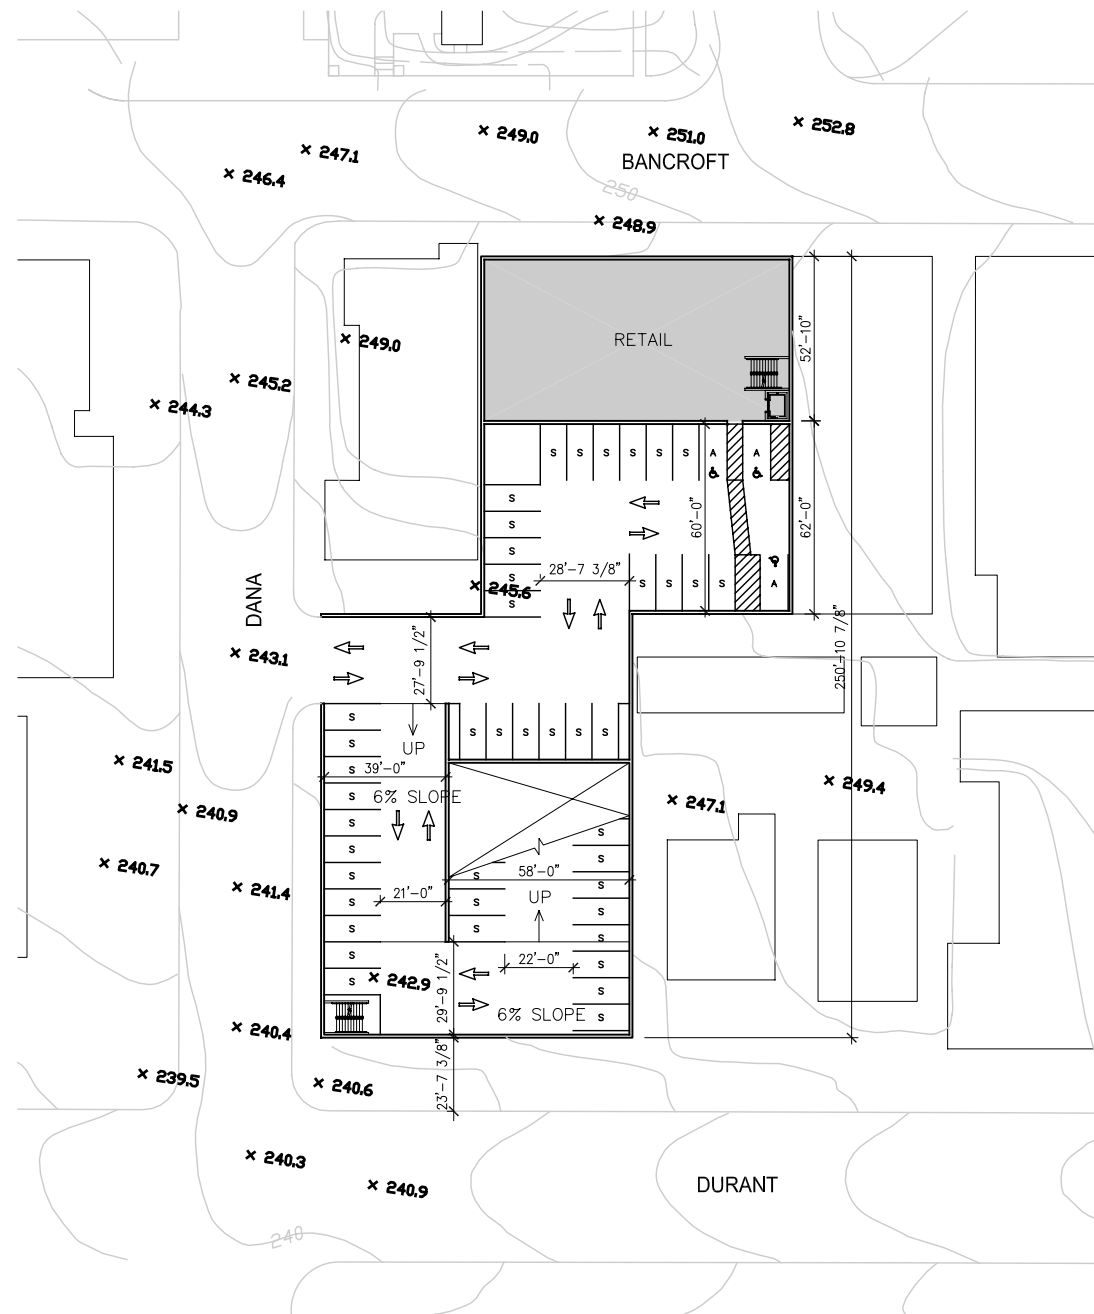 249.0
251.0
252.8
247.1
BANCROFT
246.4
250
248.9
52'-10"
RETAIL
249.0
245.2
244.3
S S S S S S A A
S
S
S
S
S
60'-0"
62'-0"
28'-7 3/8"
245.6
S S S S A
DANA
243.1
27'-9 1/2"
250'-10 7/8"
S
S
S
S
S
S
S
S
S
S
S
S S S S S S
UP
241.5
39'-0"
6% SLOPE
249.4
247.1
240.9
S
S
S
S
S
S
S
S
240.7
58'-0"
S
S
S
241.4
21'-0"
UP
22'-0"
242.9
29'-9 1/2"
6% SLOPE
240.4
23'-7 3/8"
239.5
240.6
240.3
DURANT
240.9
240